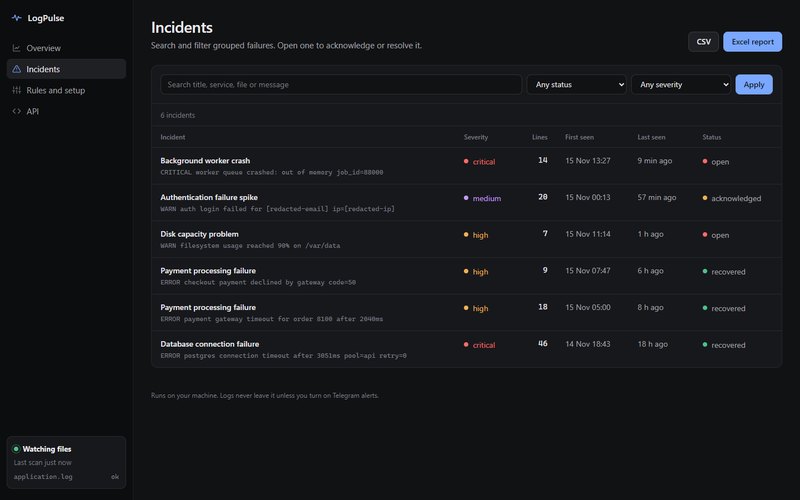 LogPulse
Overview
Incidents
Rules and setup
API
Watching files
Last scan just now
application.log ok
Incidents
Search and filter grouped failures. Open one to acknowledge or resolve it.
CSV
Excel report
Search title, service, file or message
Any status
Any severity
Apply
6 incidents
Incident Severity Lines First seen Last seen Status
Background worker crash critical 14 15 Nov 13:27 9 min ago open
CRITICAL worker queue crashed: out of memory job_id=88000
Authentication failure spike medium 20 15 Nov 00:13 57 min ago acknowledged
WARN auth login failed for [redacted-email] ip=[redacted-ip]
Disk capacity problem high 7 15 Nov 11:14 1 h ago open
WARN filesystem usage reached 90% on /var/data
Payment processing failure high 9 15 Nov 07:47 6 h ago recovered
ERROR checkout payment declined by gateway code=50
Payment processing failure high 18 15 Nov 05:00 8 h ago recovered
ERROR payment gateway timeout for order 8100 after 2040ms
Database connection failure critical 46 14 Nov 18:43 18 h ago recovered
ERROR postgres connection timeout after 3051ms pool=api retry=0
Runs on your machine. Logs never leave it unless you turn on Telegram alerts.